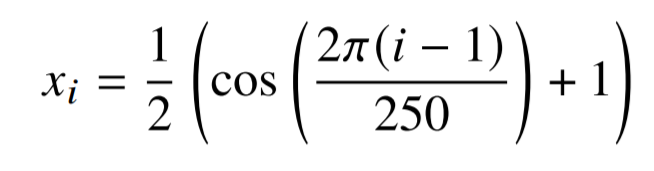 x_i = \frac{1}{2} \left( \cos \left( \frac{2\pi(i - 1)}{250} \right) + 1 \right)